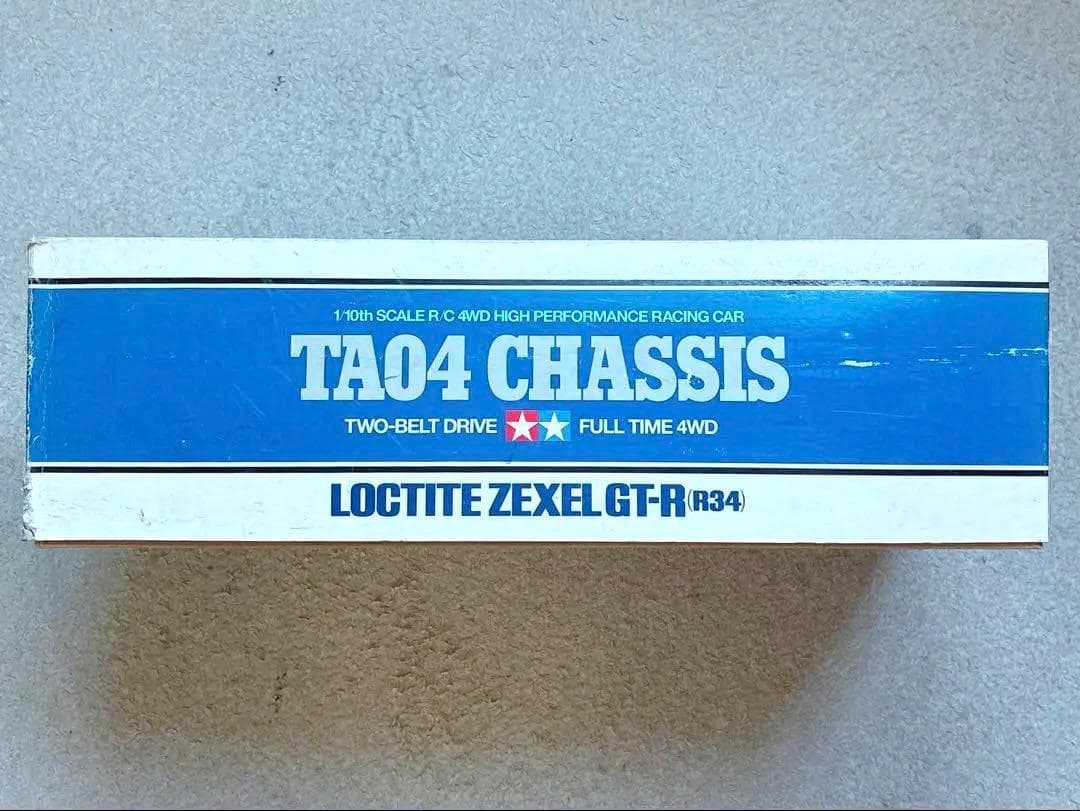 1/10th SCALE R/C 4WD HIGH PERFORMANCE RACING CAR
TA04 CHASSIS
TWO-BELT DRIVE FULL TIME 4WD
LOCTITE ZEXEL GT-R (R34)